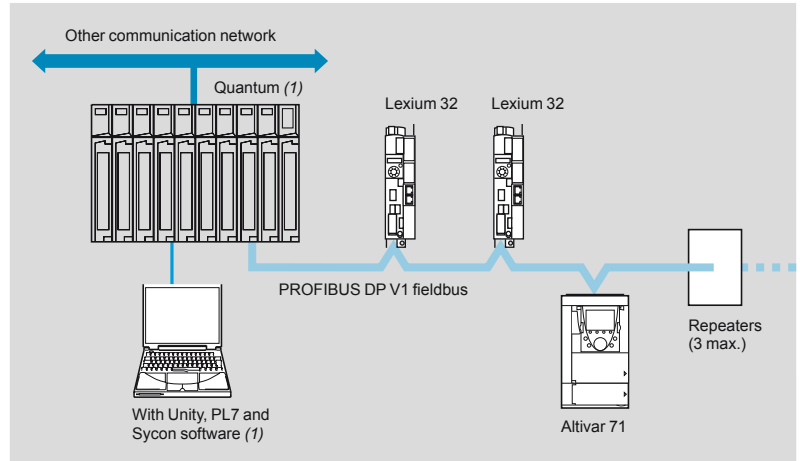 Other communication network
Quantum (1)
Lexium 32
Lexium 32
PROFIBUS DP V1 fieldbus
Repeaters
(3 max.)
With Unity, PL7 and
Sycon software (1)
Altivar 71